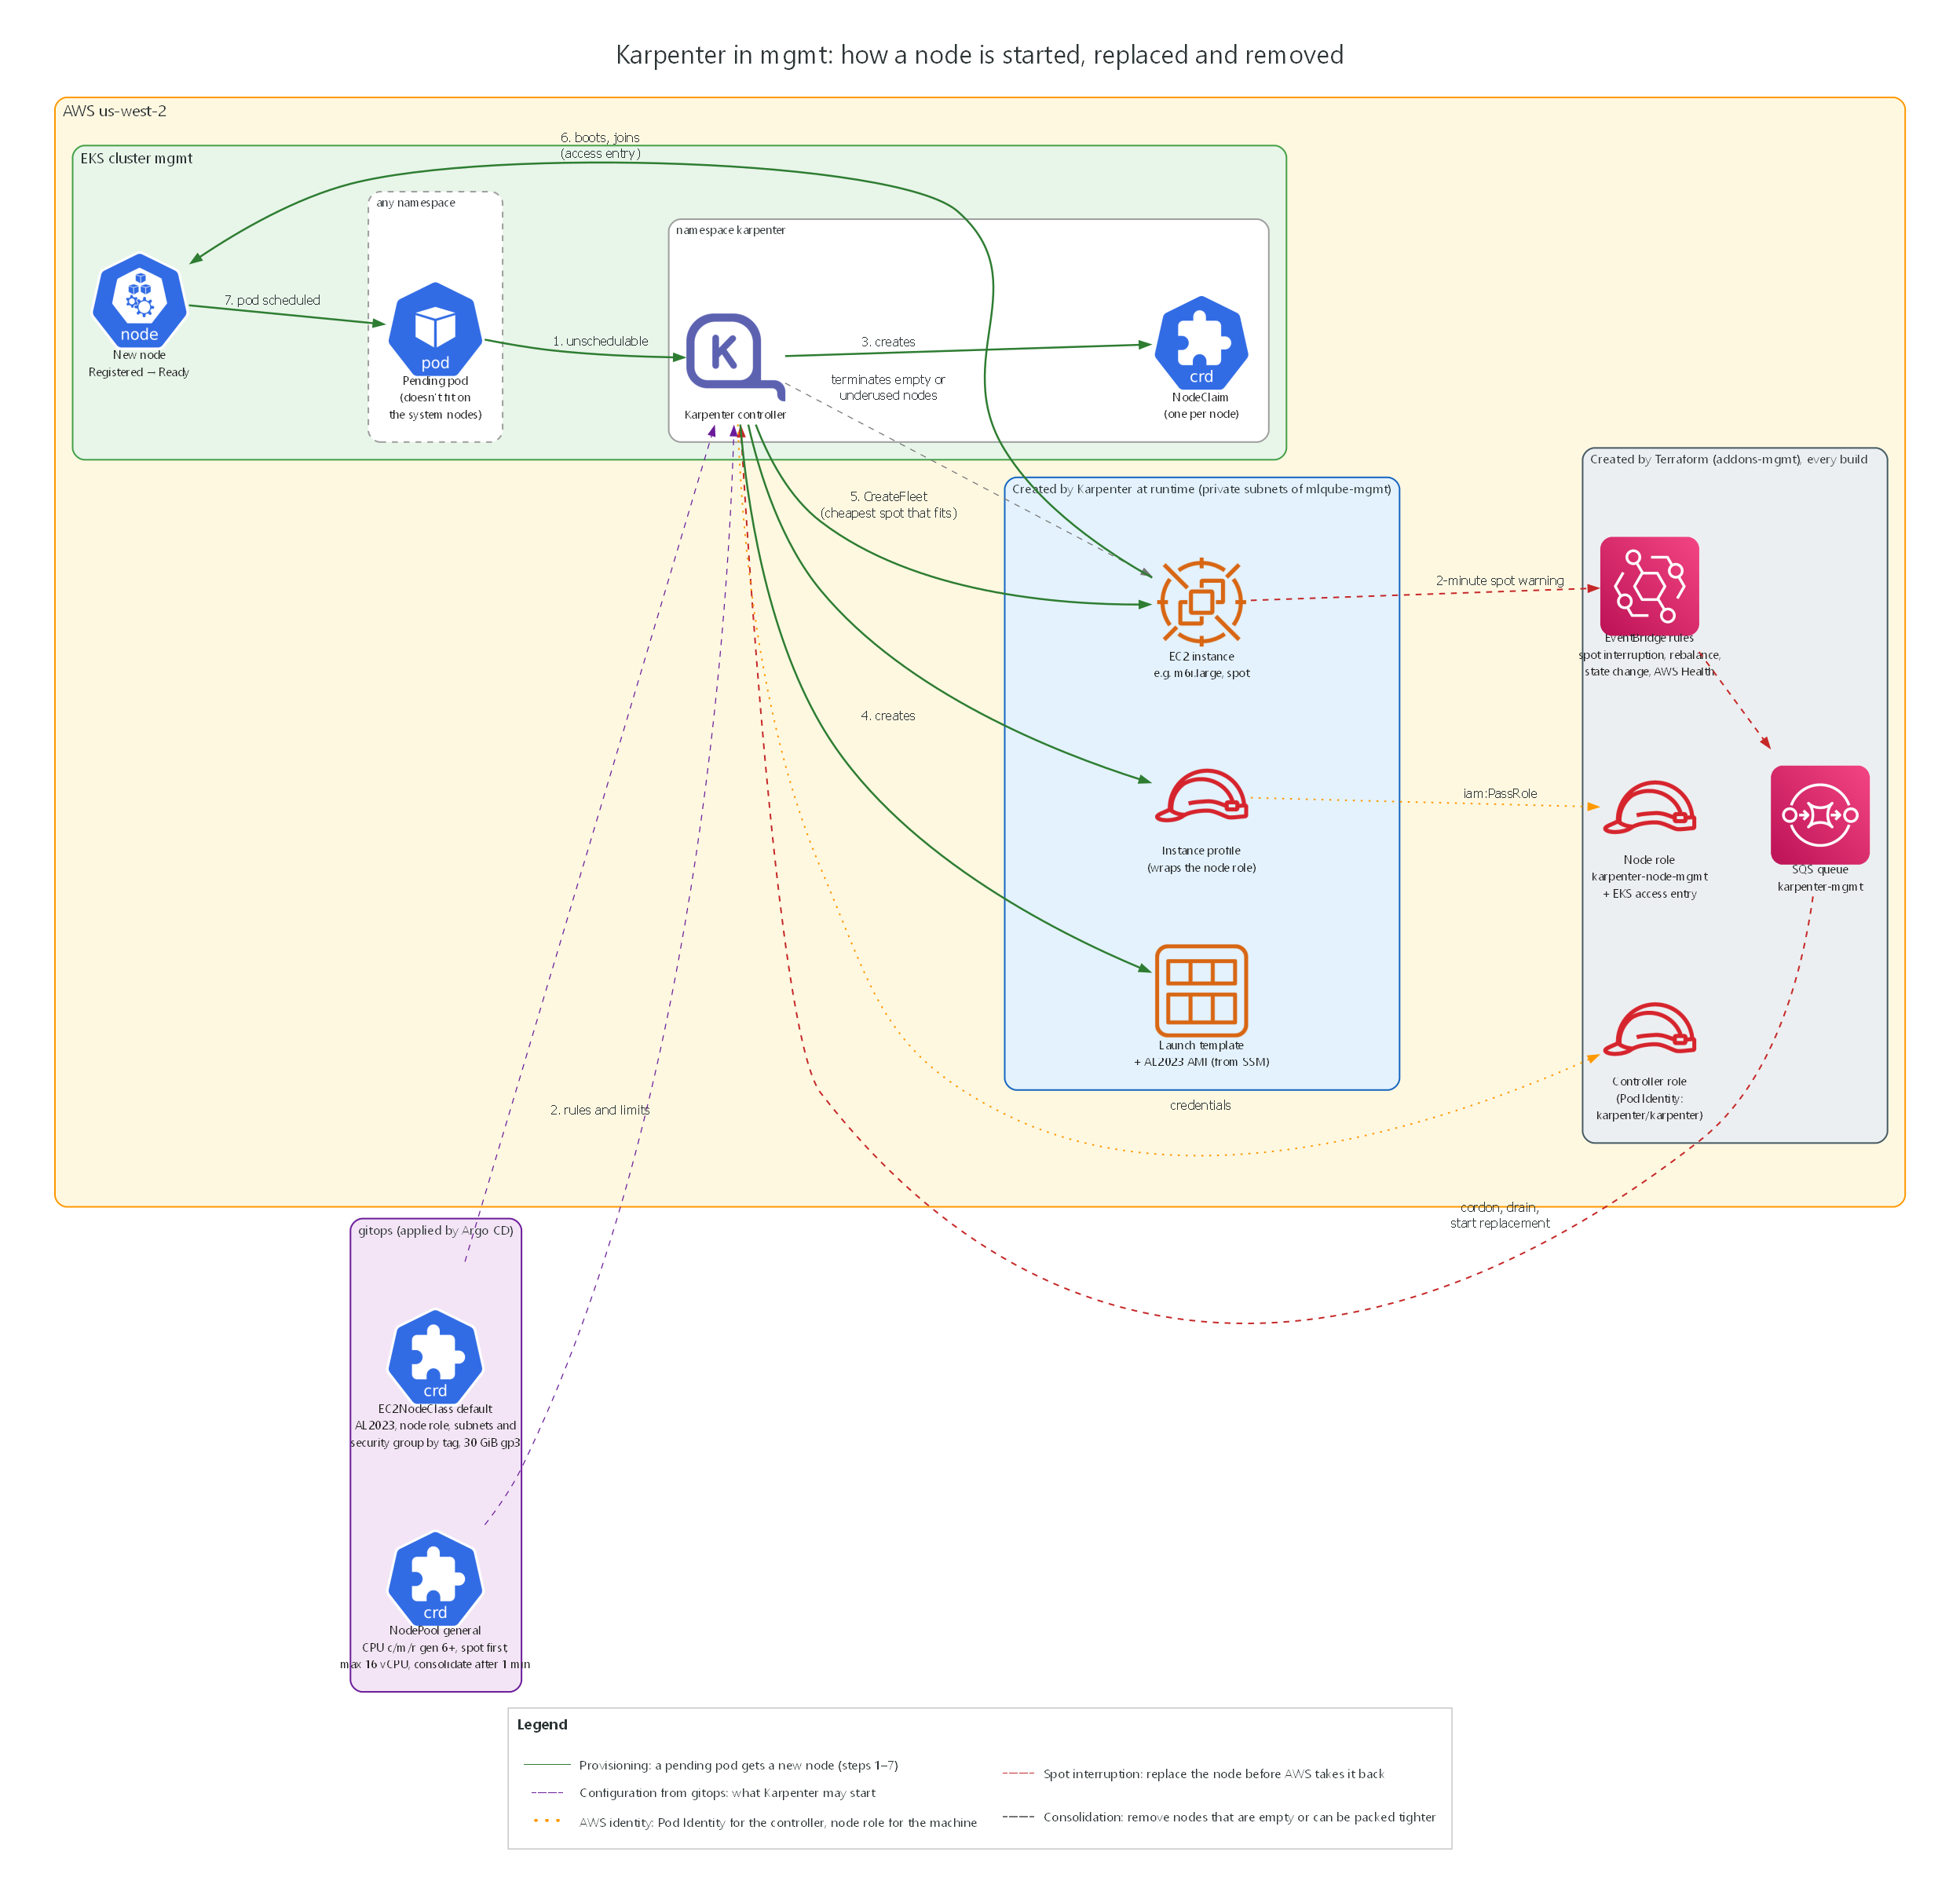 Karpenter in mgmt: how a node is started, replaced and removed
AWS us-west-2
6. boots, joins
(access entry)
EKS cluster mgmt
any namespace
namespace karpenter
node
New node
Registered → Ready
7. pod scheduled
pod
Pending pod
(doesn't fit on
the system nodes)
1. unschedulable
K
Karpenter controller
3. creates
terminates empty or
underused nodes
crd
NodeClaim
(one per node)
5. CreateFleet
(cheapest spot that fits)
Created by Karpenter at runtime (private subnets of mlqube-mgmt)
EC2 instance
e.g. m6i.large, spot
2-minute spot warning
Created by Terraform (addons-mgmt), every build
EventBridge rules
spot interruption, rebalance,
state change, AWS Health
4. creates
Instance profile
(wraps the node role)
iam:PassRole
Node role
karpenter-node-mgmt
+ EKS access entry
SQS queue
karpenter-mgmt
Launch template
+ AL2023 AMI (from SSM)
credentials
Controller role
(Pod Identity:
karpenter/karpenter)
2. rules and limits
cordon, drain,
start replacement
gitops (applied by Argo CD)
crd
EC2NodeClass default
AL2023, node role, subnets and
security group by tag, 30 GiB gp3
crd
NodePool general
CPU c/m/r gen 6+, spot first,
max 16 vCPU, consolidate after 1 min
Legend
Provisioning: a pending pod gets a new node (steps 1–7)
Configuration from gitops: what Karpenter may start
AWS identity: Pod Identity for the controller, node role for the machine
Spot interruption: replace the node before AWS takes it back
Consolidation: remove nodes that are empty or can be packed tighter